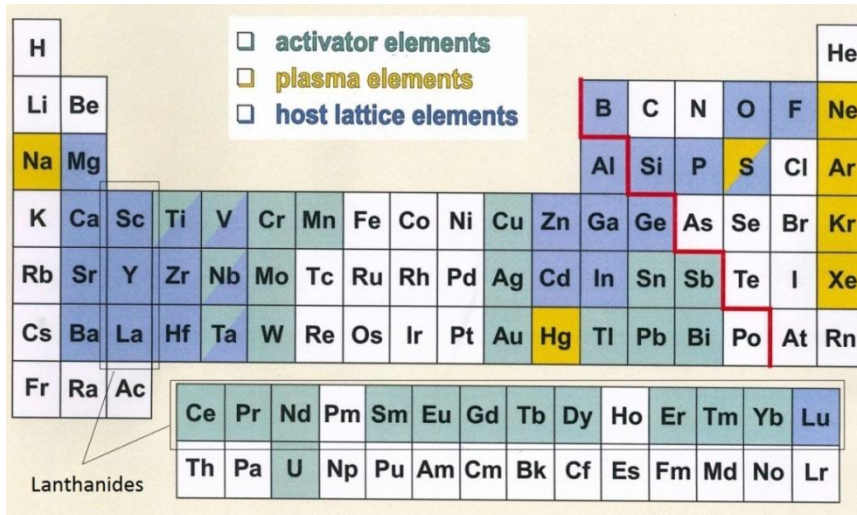 H He
❑ activator elements
❑ plasma elements
❑ host lattice elements
Li Be B C N O F Ne
Na Mg Al Si P S Cl Ar
K Ca Sc Ti V Cr Mn Fe Co Ni Cu Zn Ga Ge As Se Br Kr
Rb Sr Y Zr Nb Mo Tc Ru Rh Pd Ag Cd In Sn Sb Te I Xe
Cs Ba La Hf Ta W Re Os Ir Pt Au Hg Tl Pb Bi Po At Rn
Fr Ra Ac
Ce Pr Nd Pm Sm Eu Gd Tb Dy Ho Er Tm Yb Lu
Th Pa U Np Pu Am Cm Bk Cf Es Fm Md No Lr
Lanthanides